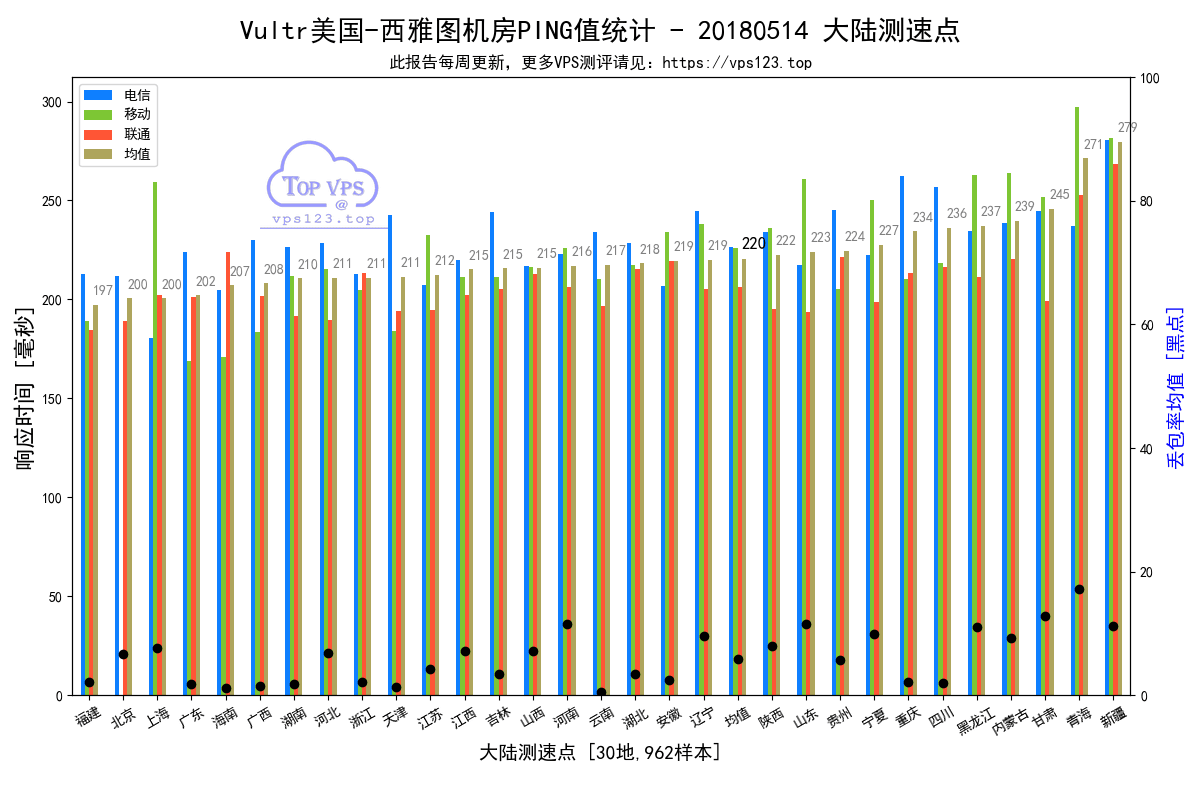 Vultr美国-西雅图机房PING值统计 - 20180514 大陆测速点
此报告每周更新，更多VPS测评请见：https://vps123.top
电信
移动
联通
均值
TOP VPS
@
vps123.top
响应时间 [毫秒]
300
250
200
150
100
50
0
197 200 200 202 207 208 210 211 211 211 212 215 215 215 216 217 218 219 219 220 222 223 224 227 234 236 237 239 245 271 279
100
80
60
40
20
0
丢包率均值 [黑点]
福建 北京 上海 广东 海南 广西 湖南 河北 浙江 天津 江苏 江西 吉林 山西 河南 云南 湖北 安徽 辽宁 均值 陕西 山东 贵州 宁夏 重庆 四川 黑龙江 内蒙古 甘肃 青海 新疆
大陆测速点 [30地,962样本]